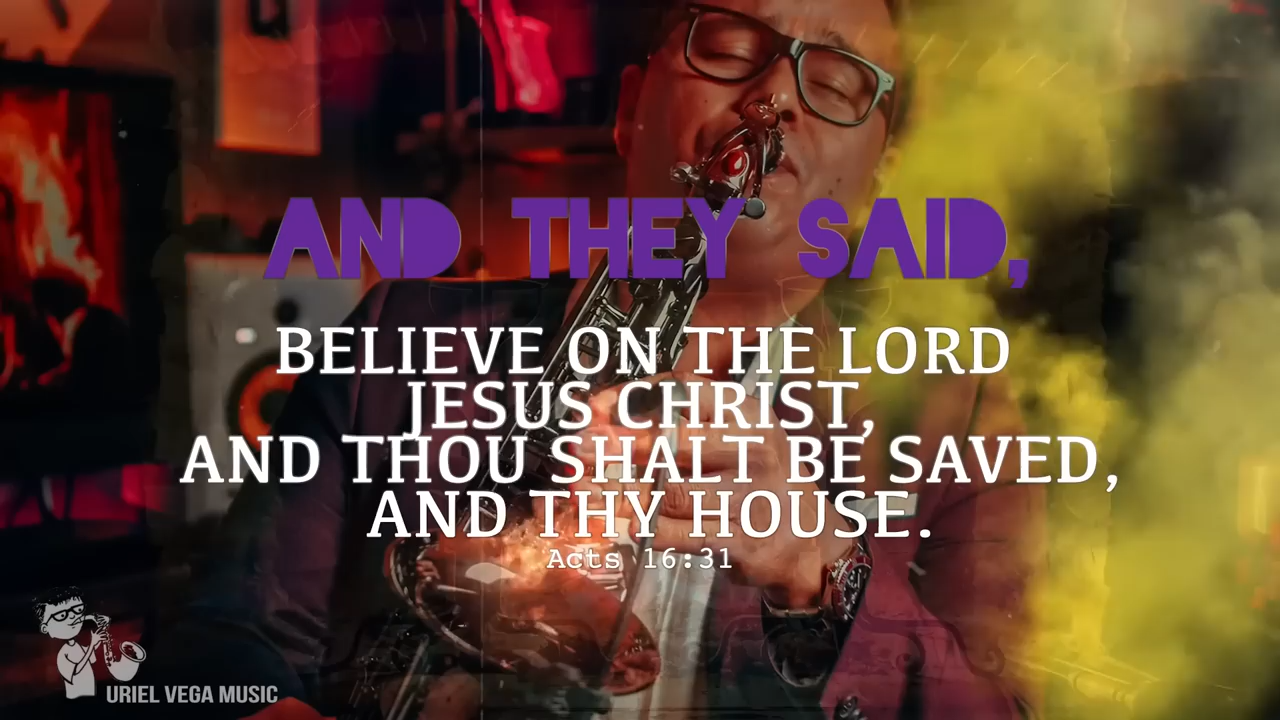 AND THEY SAID,
BELIEVE ON THE LORD
JESUS CHRIST,
AND THOU SHALT BE SAVED,
AND THY HOUSE.
Acts 16:31
URIEL VEGA MUSIC